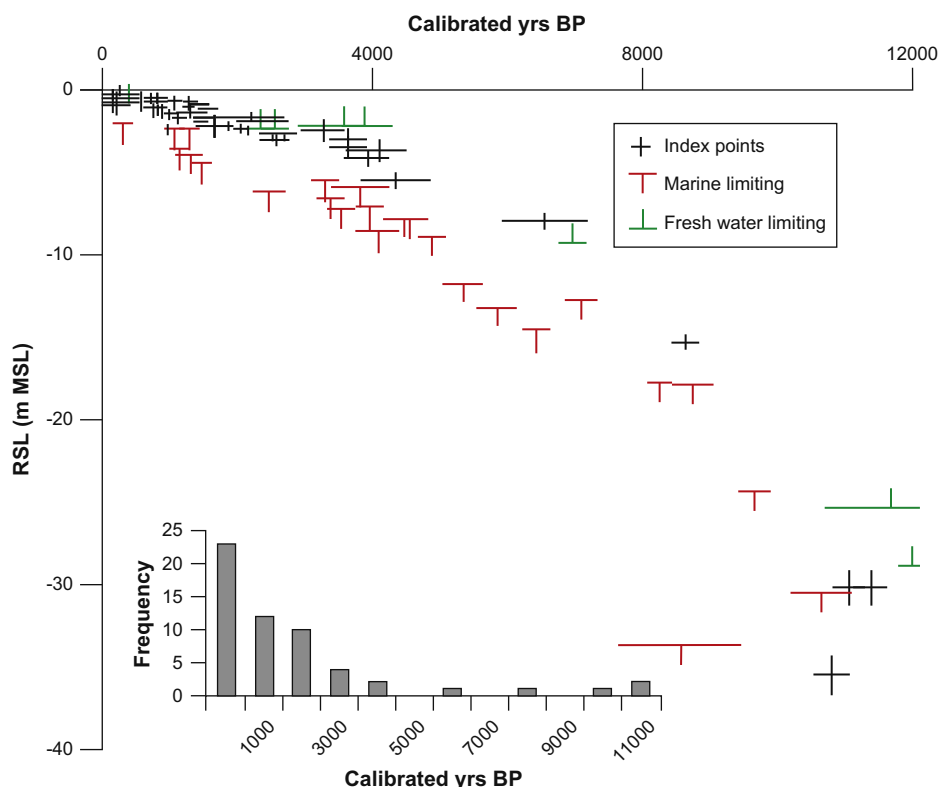 Calibrated yrs BP
0 4000 8000 12000
0
Index points
Marine limiting
Fresh water limiting
-10
RSL (m MSL)
-20
-30
-40
25
20
15
10
5
0
Frequency
1000 3000 5000 7000 9000 11000
Calibrated yrs BP